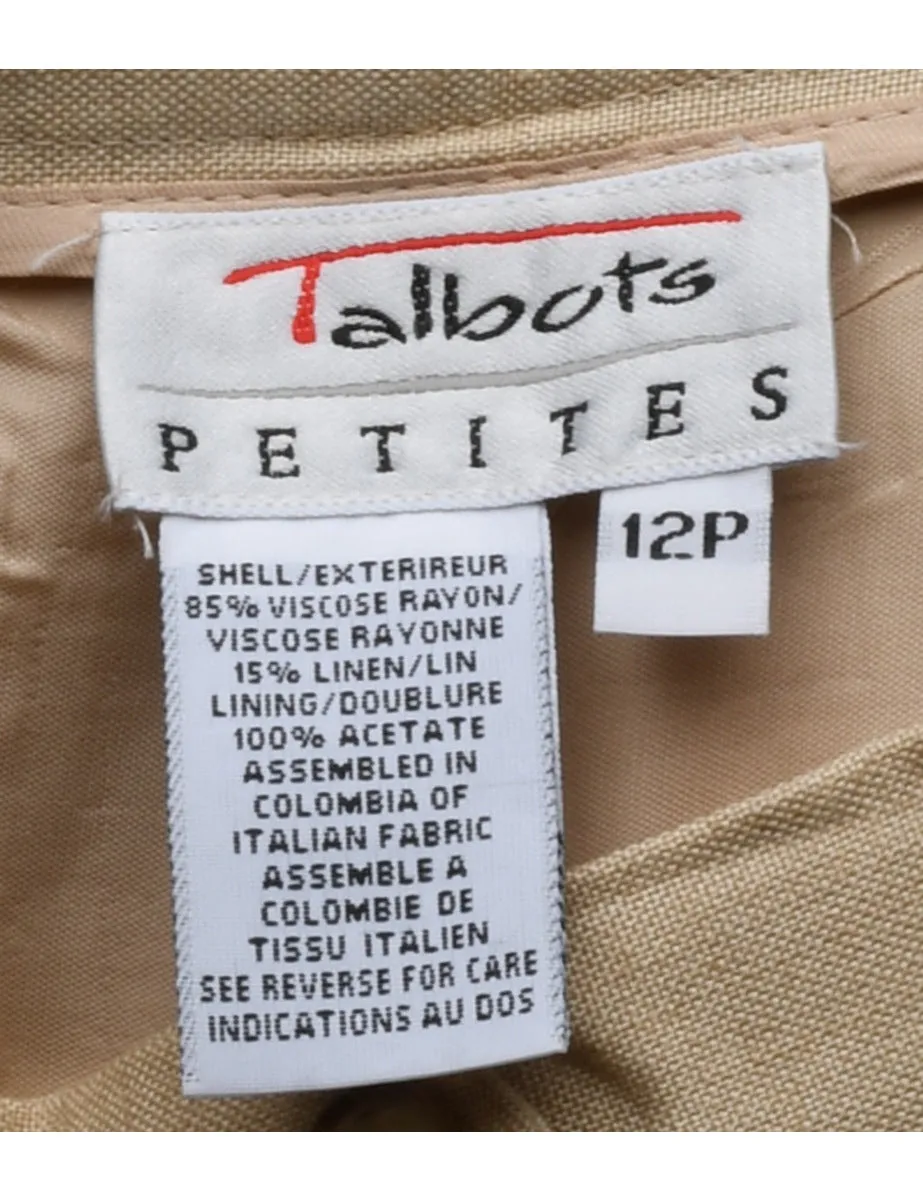 Talbots
PETITES
12P
SHELL/EXTERIREUR
85% VISCOSE RAYON/
VISCOSE RAYONNE
15% LINEN/LIN
LINING/DOUBLURE
100% ACETATE
ASSEMBLED IN
COLOMBIA OF
ITALIAN FABRIC
ASSEMBLE A
COLOMBIE DE
TISSU ITALIEN
SEE REVERSE FOR CARE
INDICATIONS AU DOS